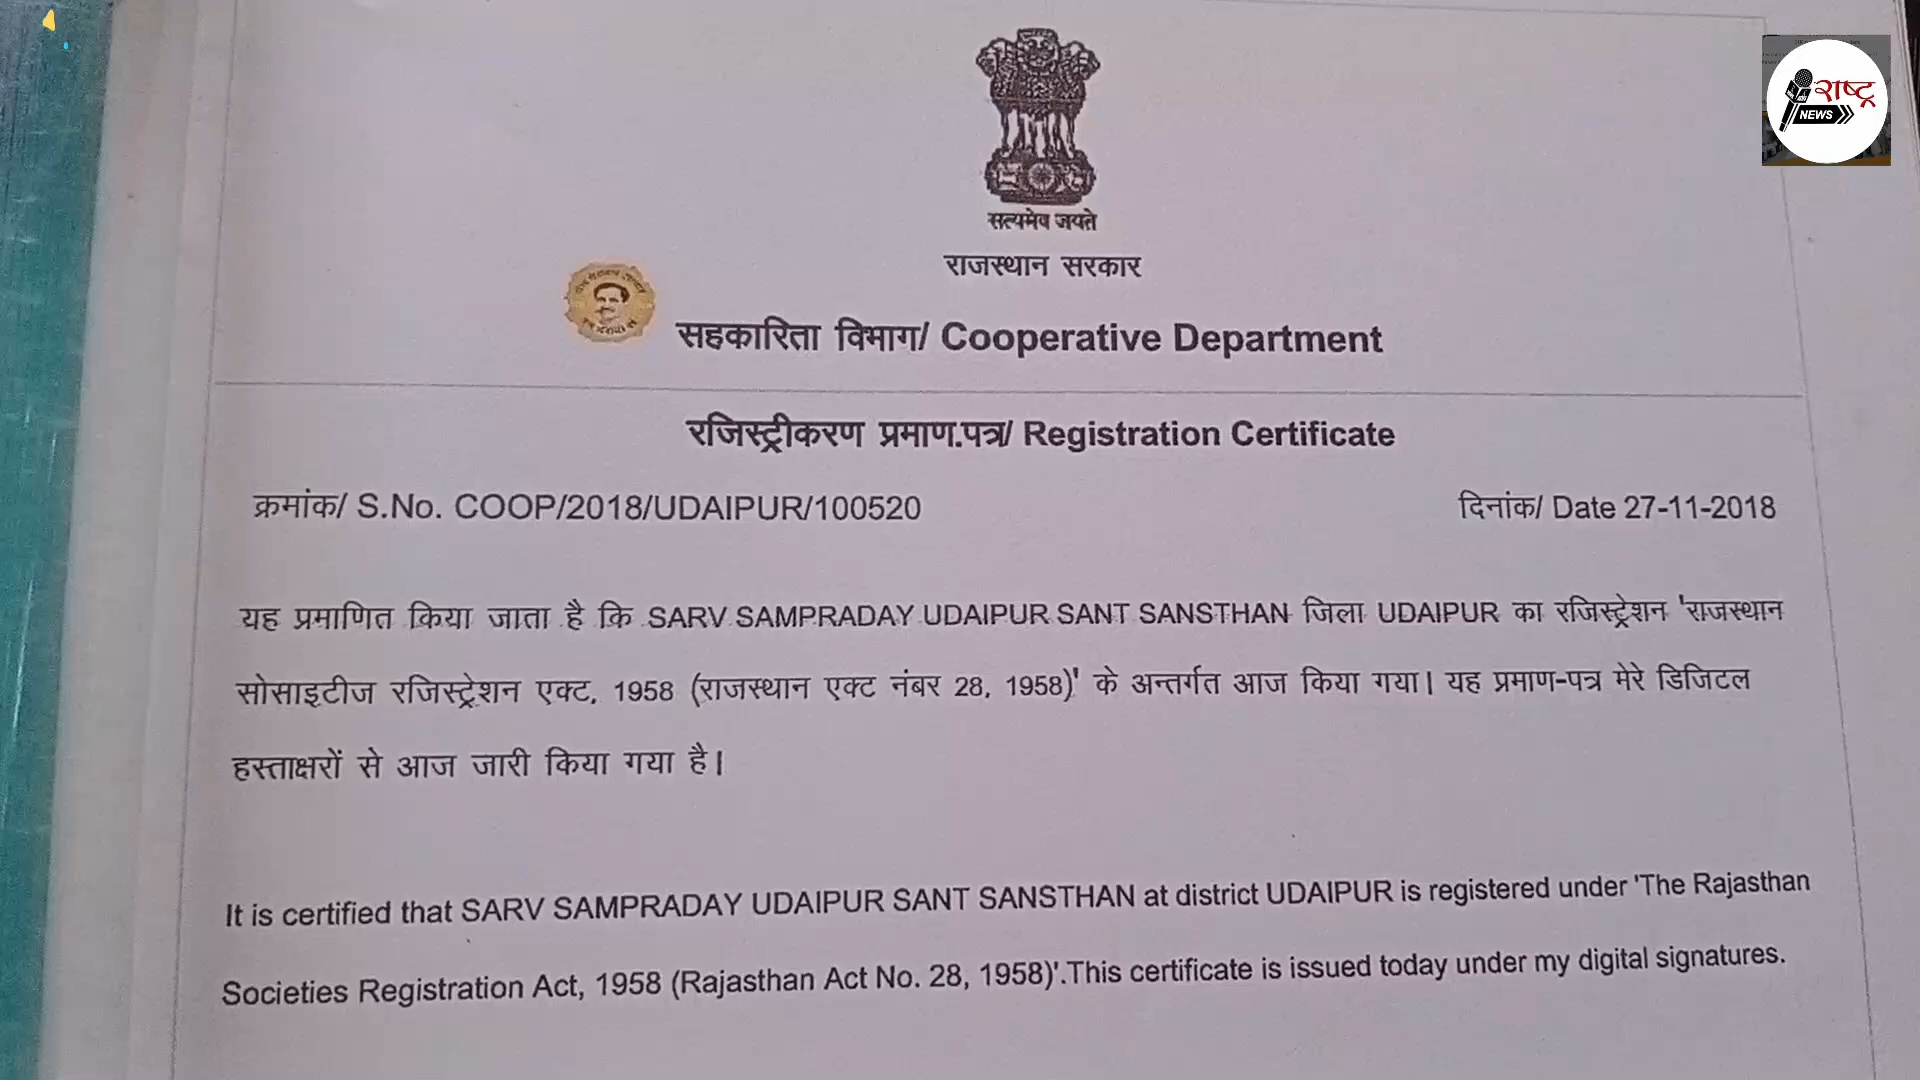 राष्ट्र
NEWS
सत्यमेव जयते
राजस्थान सरकार
सहकारिता विभाग/ Cooperative Department
रजिस्ट्रीकरण प्रमाण.पत्र/ Registration Certificate
क्रमांक/ S.No. COOP/2018/UDAIPUR/100520 दिनांक/ Date 27-11-2018
यह प्रमाणित किया जाता है कि SARV SAMPRADAY UDAIPUR SANT SANSTHAN जिला UDAIPUR का रजिस्ट्रेशन 'राजस्थान
सोसाइटीज रजिस्ट्रेशन एक्ट, 1958 (राजस्थान एक्ट नंबर 28, 1958)' के अन्तर्गत आज किया गया। यह प्रमाण-पत्र मेरे डिजिटल
हस्ताक्षरों से आज जारी किया गया है।
It is certified that SARV SAMPRADAY UDAIPUR SANT SANSTHAN at district UDAIPUR is registered under 'The Rajasthan
Societies Registration Act, 1958 (Rajasthan Act No. 28, 1958)'.This certificate is issued today under my digital signatures.